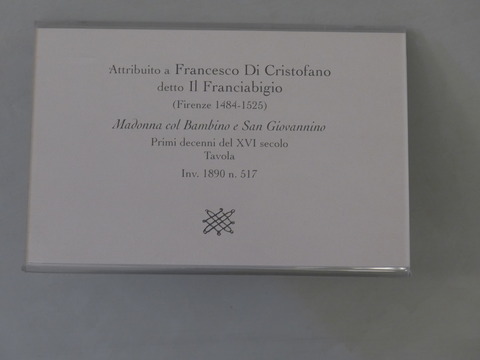 Attribuito a Francesco Di Cristofano
detto Il Franciabigio
(Firenze 1484-1525)
Madonna col Bambino e San Giovannino
Primi decenni del XVI secolo
Tavola
Inv. 1890 n. 517